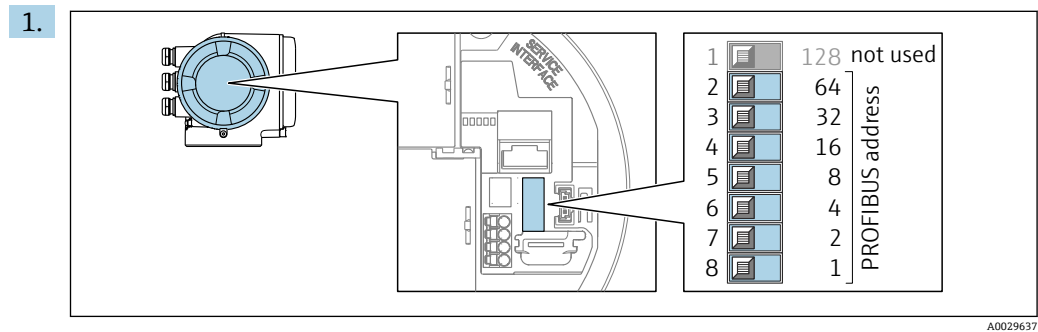 1.
SERVICE
INTERFACE
1 128 not used
2 64
3 32
4 16
5 8
6 4
7 2
8 1
PROFIBUS address
A0029637